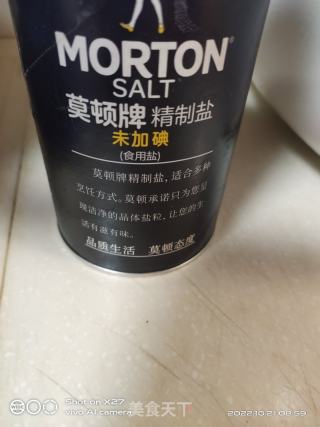 MORTON®
SALT
莫顿牌 精制盐
未加碘
(食用盐)
莫顿牌精制盐,适合多种
烹饪方式。莫顿承诺只为您呈
现洁净的晶体盐粒,让您的生
活有滋有味。
品质生活 莫顿态度
Shot on X27
vivo AI camera
美食天下
2022.10.21 08:59